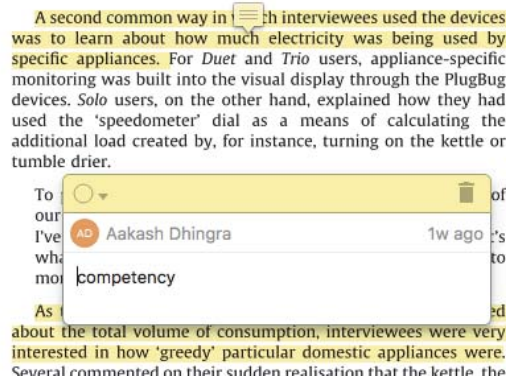 A second common way in ch interviewees used the devices
was to learn about how much electricity was being used by
specific appliances. For Duet and Trio users, appliance-specific
monitoring was built into the visual display through the PlugBug
devices. Solo users, on the other hand, explained how they had
used the ‘speedometer’ dial as a means of calculating the
additional load created by, for instance, turning on the kettle or
tumble drier.
To of
our
AD Aakash Dhingra 1w ago
I've 's
wha to
competency
mo
As ed
about the total volume of consumption, interviewees were very
interested in how ‘greedy’ particular domestic appliances were.
Several commented on their sudden realisation that the kettle, the